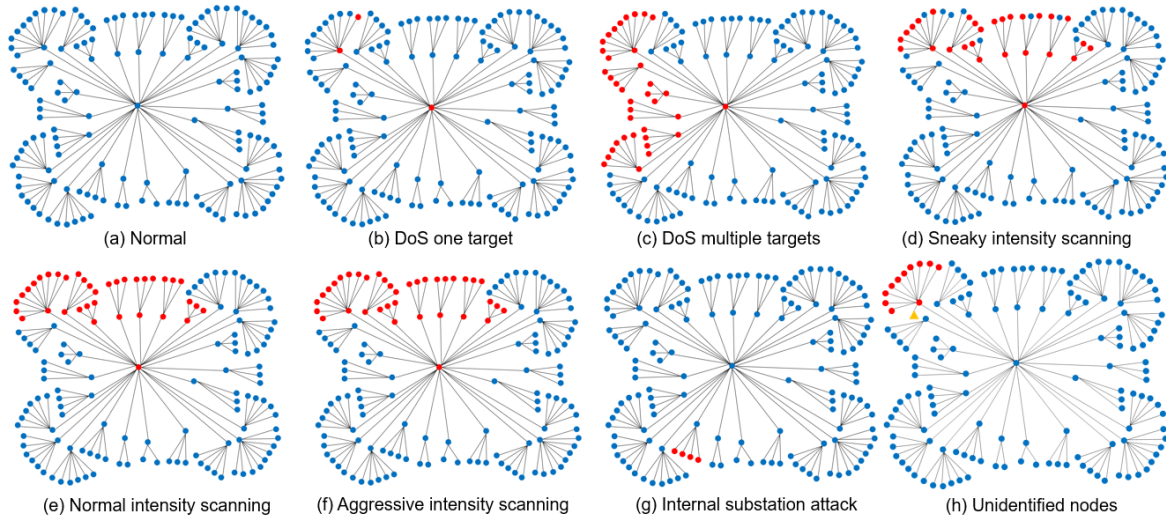 (a) Normal
(b) DoS one target
(c) DoS multiple targets
(d) Sneaky intensity scanning
(e) Normal intensity scanning
(f) Aggressive intensity scanning
(g) Internal substation attack
(h) Unidentified nodes